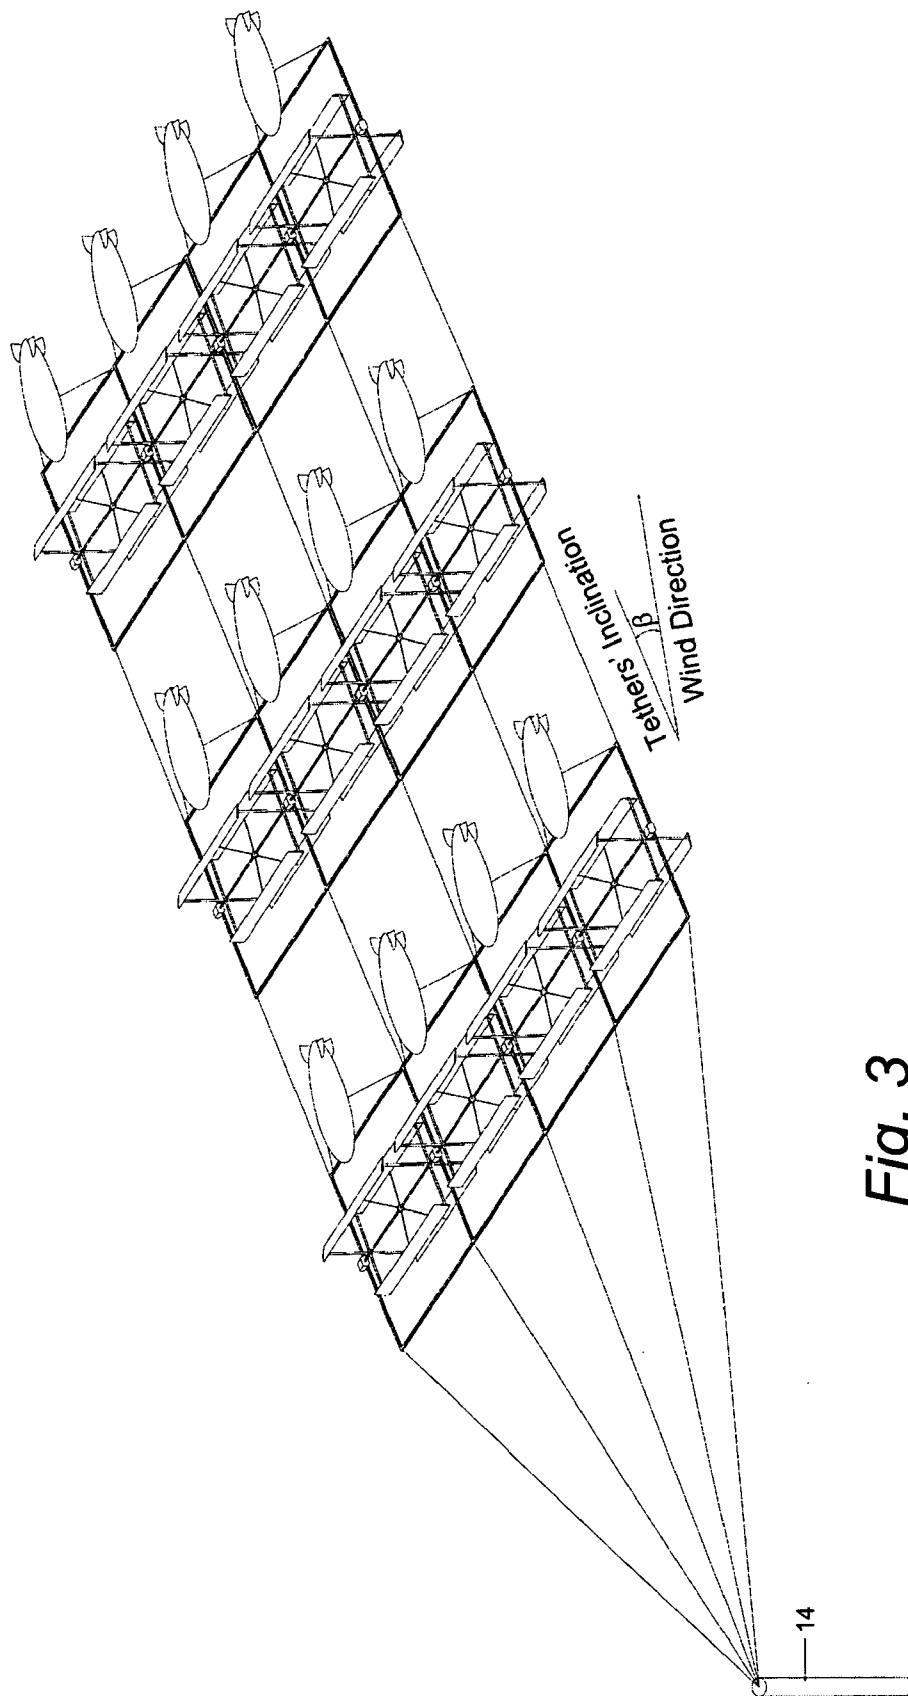 Tethers' Inclination
β
Wind Direction
14
Fig. 3